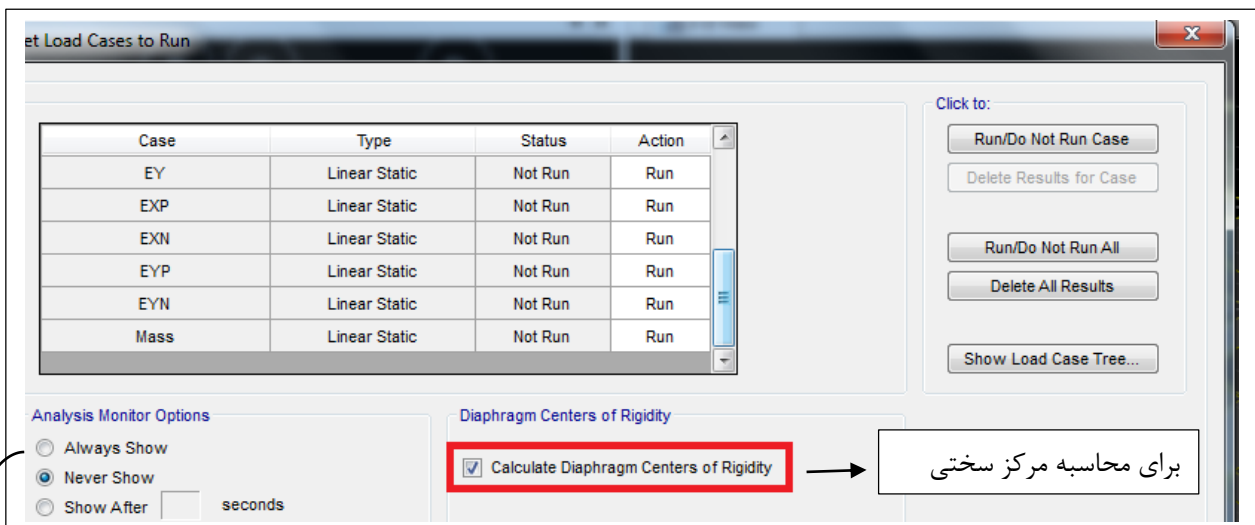 et Load Cases to Run
X
Click to:
Case Type Status Action
EY Linear Static Not Run Run
EXP Linear Static Not Run Run
EXN Linear Static Not Run Run
EYP Linear Static Not Run Run
EYN Linear Static Not Run Run
Mass Linear Static Not Run Run
Run/Do Not Run Case
Delete Results for Case
Run/Do Not Run All
Delete All Results
Show Load Case Tree...
Analysis Monitor Options
Always Show
Never Show
Show After seconds
Diaphragm Centers of Rigidity
Calculate Diaphragm Centers of Rigidity
برای محاسبه مرکز سختی